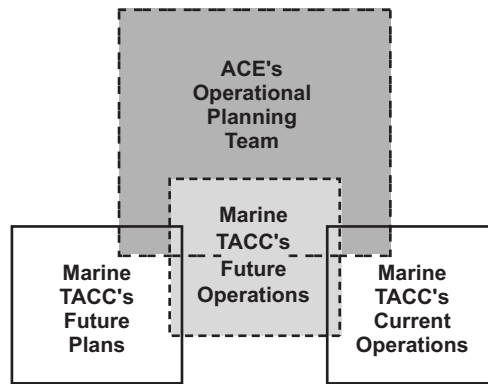 ACE's
Operational
Planning
Team
Marine
TACC's
Future
Operations
Marine
TACC's
Future
Plans
Marine
TACC's
Current
Operations